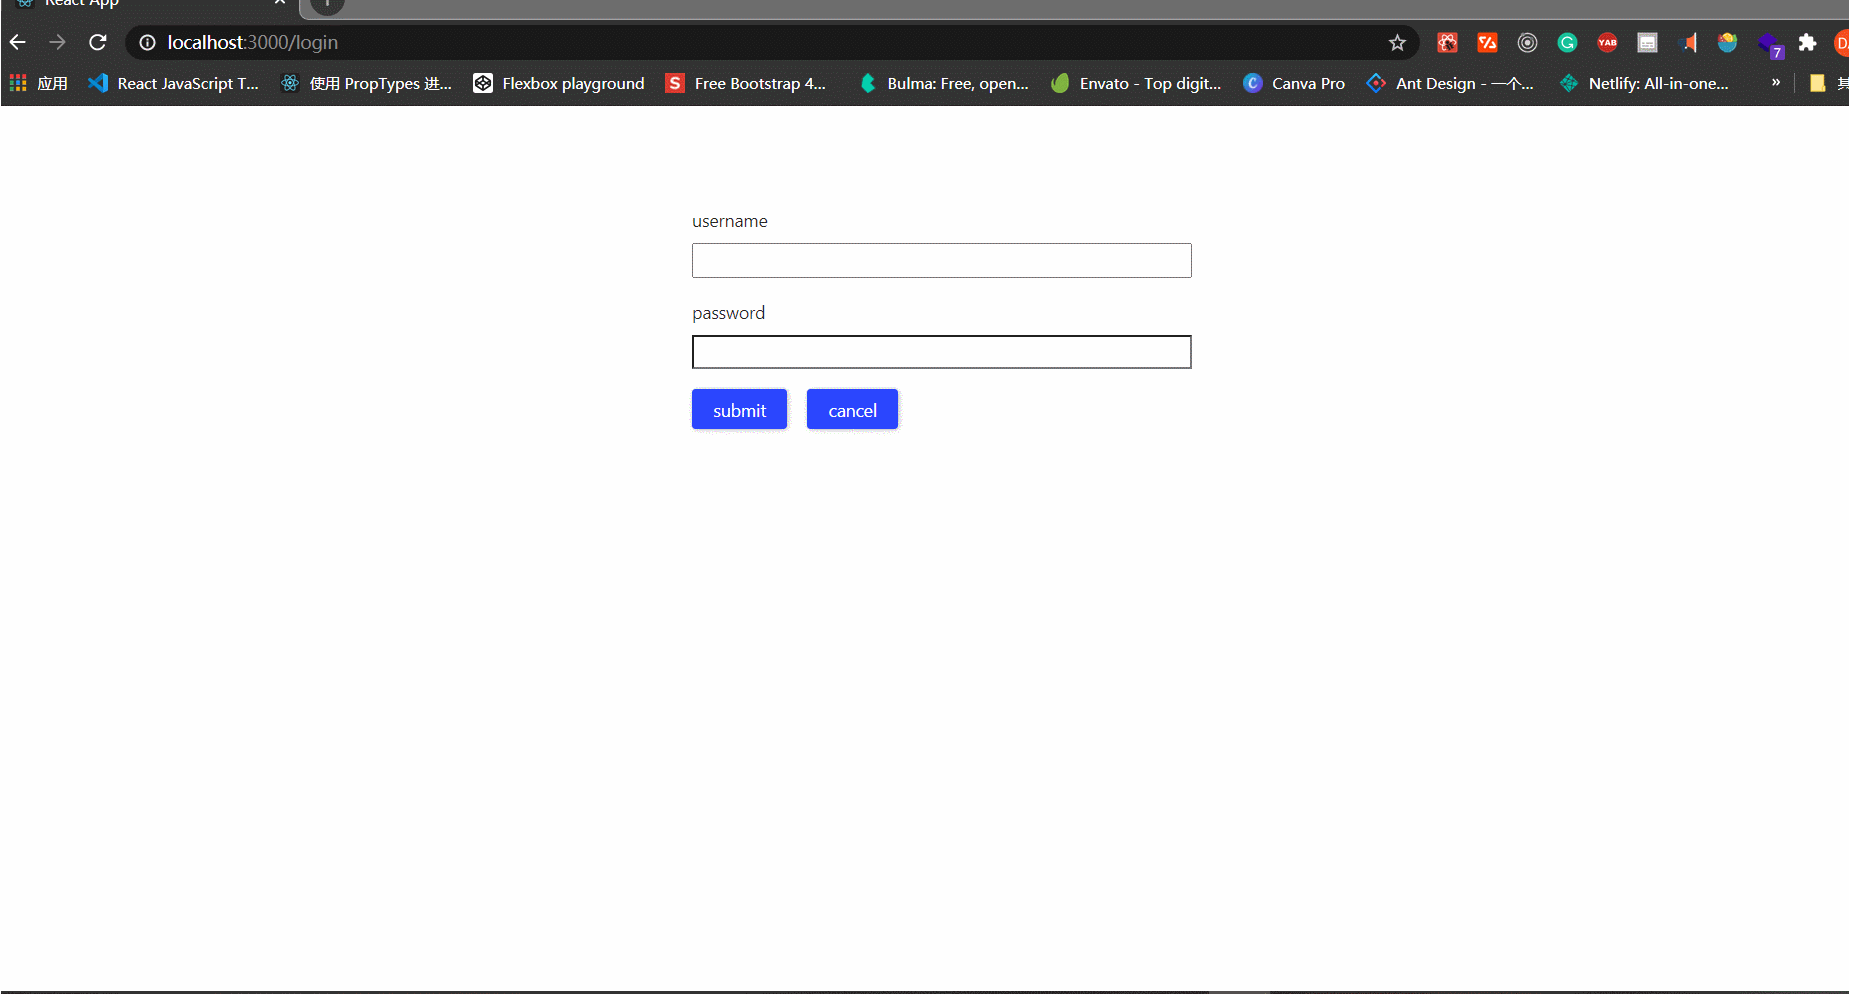 React App
localhost:3000/login
应用 React JavaScript T... 使用 PropTypes 进... Flexbox playground Free Bootstrap 4... Bulma: Free, open... Envato - Top digit... Canva Pro Ant Design - 一个... Netlify: All-in-one... »
YAB
7
username
password
submit cancel